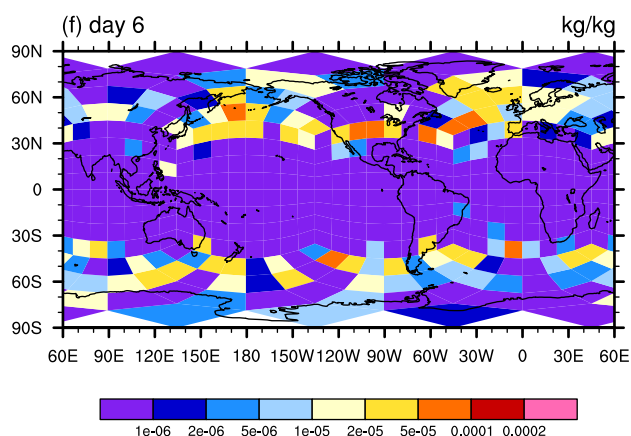 (f) day 6 kg/kg
90N
60N
30N
0
30S
60S
90S
60E 90E 120E 150E 180 150W 120W 90W 60W 30W 0 30E 60E
1e-06 2e-06 5e-06 1e-05 2e-05 5e-05 0.0001 0.0002